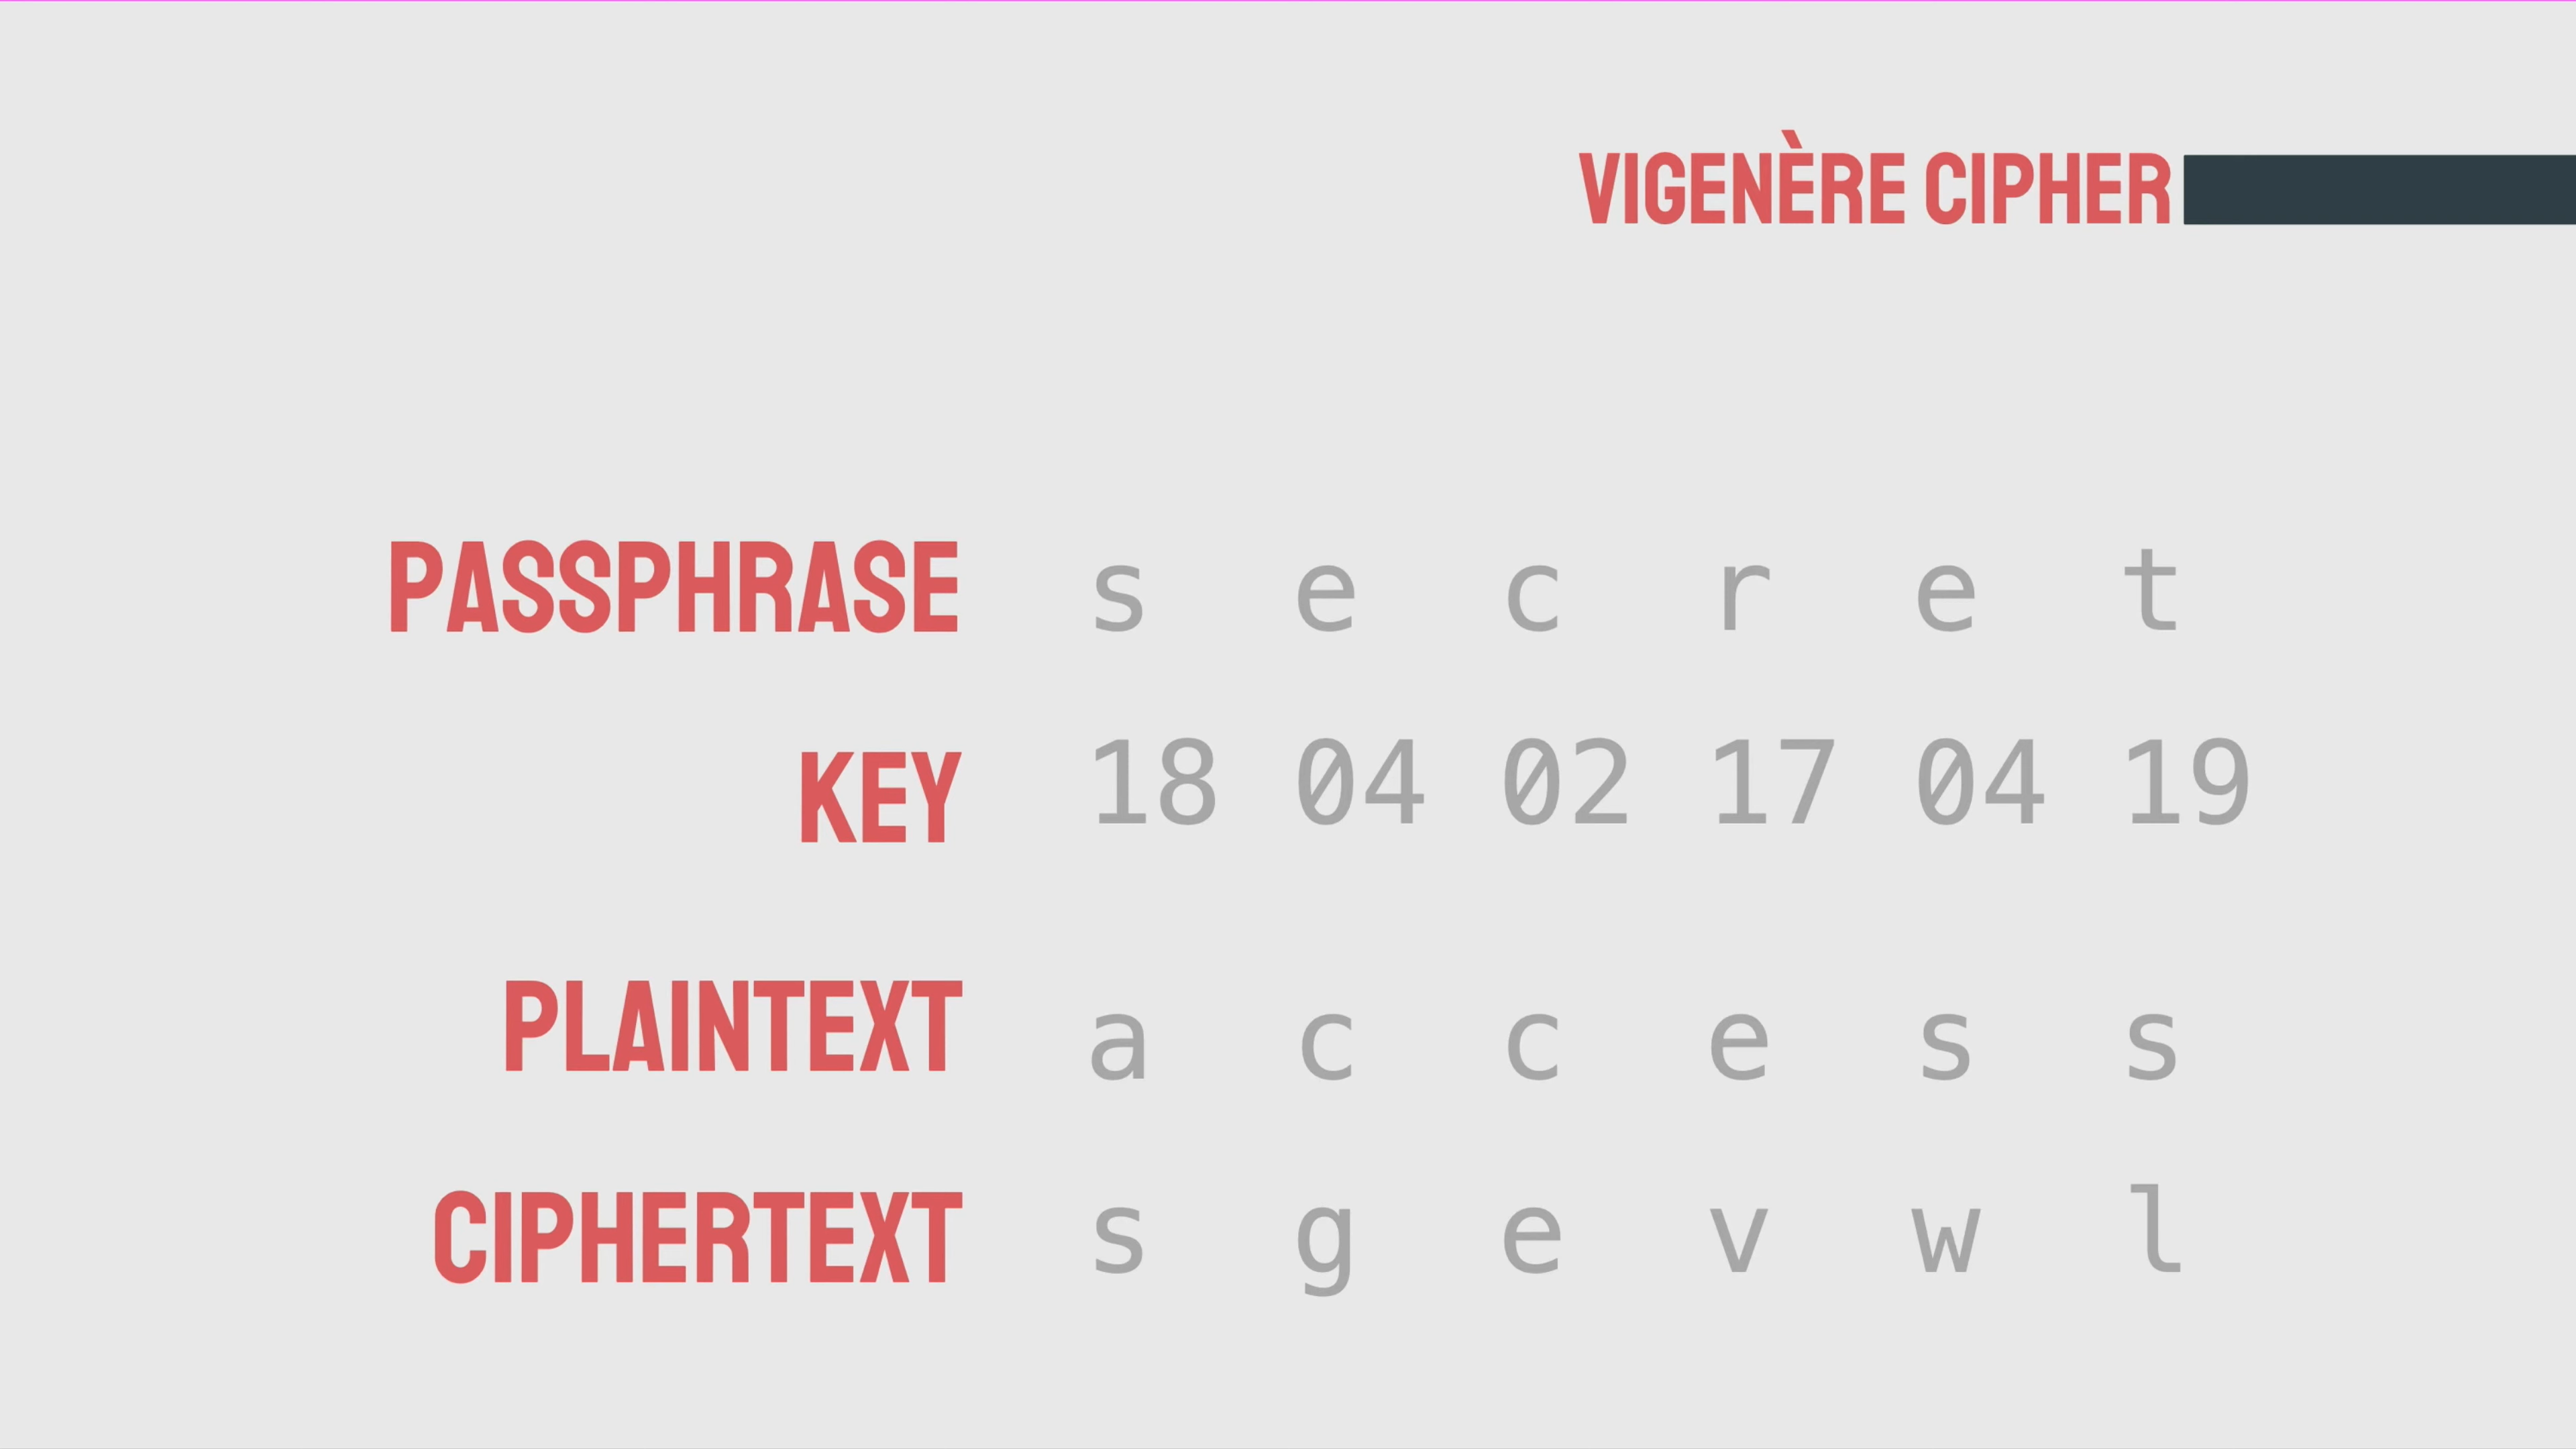 VIGENÈRE CIPHER
PASSPHRASE s e c r e t
KEY 18 04 02 17 04 19
PLAINTEXT a c c e s s
CIPHERTEXT s g e v w l